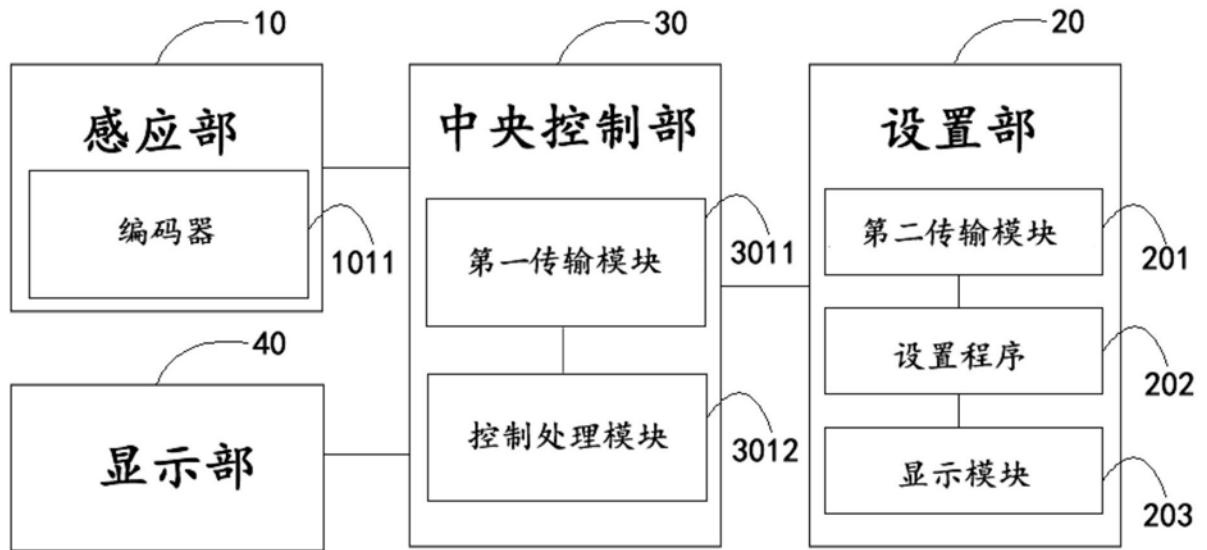 10
感应部
编码器
1011
40
显示部
30
中央控制部
第一传输模块
3011
控制处理模块
3012
20
设置部
第二传输模块
201
设置程序
202
显示模块
203